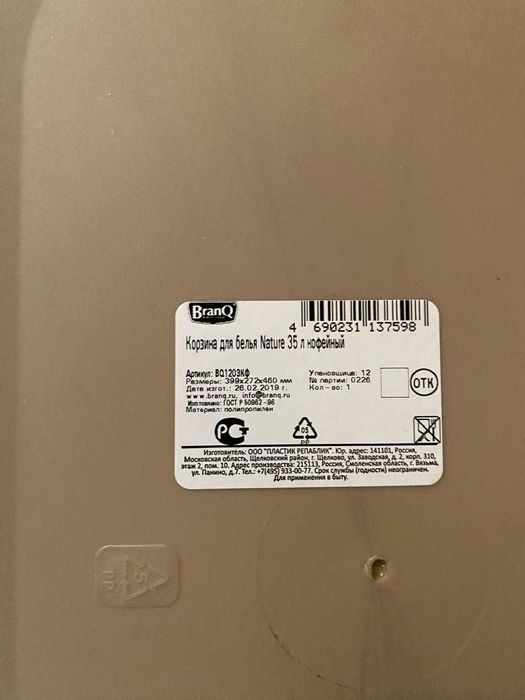 BranQ
4 690231 137598
Корзина для белья Nature 35 л кофейный
Артикул: BQ1203КФ
Размеры: 399x272x460 мм
Дата изгот.: 26.02.2019 г.
www.branq.ru, info@branq.ru
Изготовлено: ГОСТ Р 50962-96
Материал: полипропилен
Упаковщица: 12
№ партии: 0226
Кол-во: 1
ОТК
РСТ
05
PP
Изготовитель: ООО "ПЛАСТИК РЕПАБЛИК". Юр. адрес: 141101, Россия,
Московская область, Щелковский район, г. Щелково, ул. Заводская, д. 2, корп. 310,
этаж 2, пом. 10. Адрес производства: 215113, Россия, Смоленская область, г. Вязьма,
ул. Панино, д.7. Тел.: +7(495) 933-00-77. Срок службы (годности) неограничен.
Для применения в быту.
5
PP